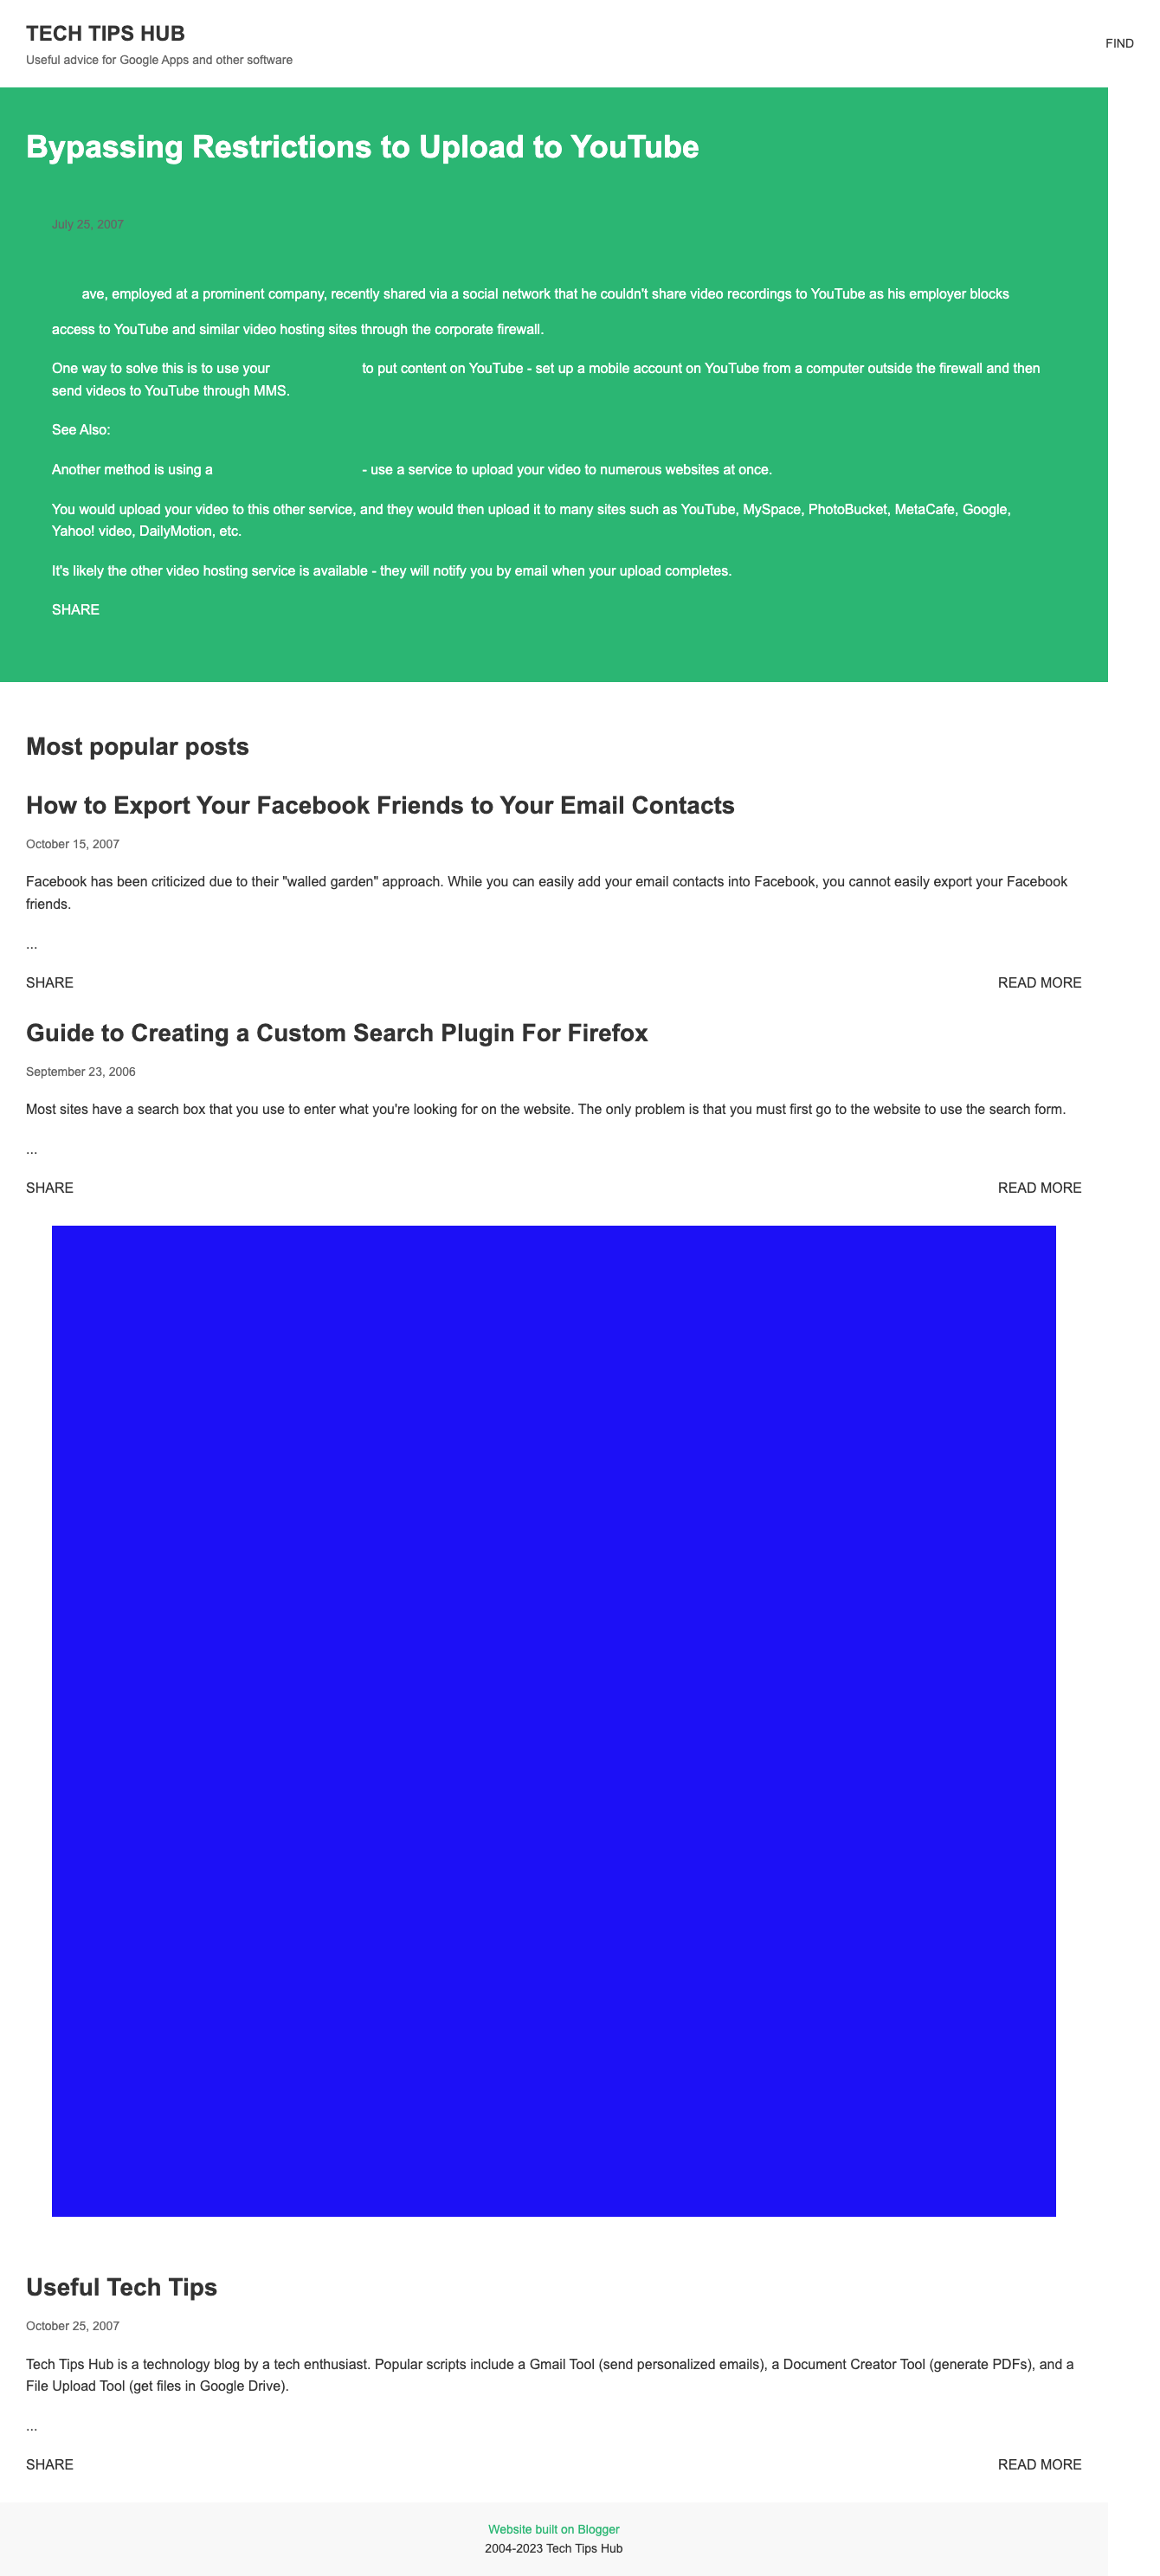 TECH TIPS HUB
Useful advice for Google Apps and other software
FIND
Bypassing Restrictions to Upload to YouTube
July 25, 2007
ave, employed at a prominent company, recently shared via a social network that he couldn't share video recordings to YouTube as his employer blocks
access to YouTube and similar video hosting sites through the corporate firewall.
One way to solve this is to use your to put content on YouTube - set up a mobile account on YouTube from a computer outside the firewall and then
send videos to YouTube through MMS.
See Also:
Another method is using a - use a service to upload your video to numerous websites at once.
You would upload your video to this other service, and they would then upload it to many sites such as YouTube, MySpace, PhotoBucket, MetaCafe, Google,
Yahoo! video, DailyMotion, etc.
It's likely the other video hosting service is available - they will notify you by email when your upload completes.
SHARE
Most popular posts
How to Export Your Facebook Friends to Your Email Contacts
October 15, 2007
Facebook has been criticized due to their "walled garden" approach. While you can easily add your email contacts into Facebook, you cannot easily export your Facebook
friends.
...
SHARE READ MORE
Guide to Creating a Custom Search Plugin For Firefox
September 23, 2006
Most sites have a search box that you use to enter what you're looking for on the website. The only problem is that you must first go to the website to use the search form.
...
SHARE READ MORE
Useful Tech Tips
October 25, 2007
Tech Tips Hub is a technology blog by a tech enthusiast. Popular scripts include a Gmail Tool (send personalized emails), a Document Creator Tool (generate PDFs), and a
File Upload Tool (get files in Google Drive).
...
SHARE READ MORE
Website built on Blogger
2004-2023 Tech Tips Hub